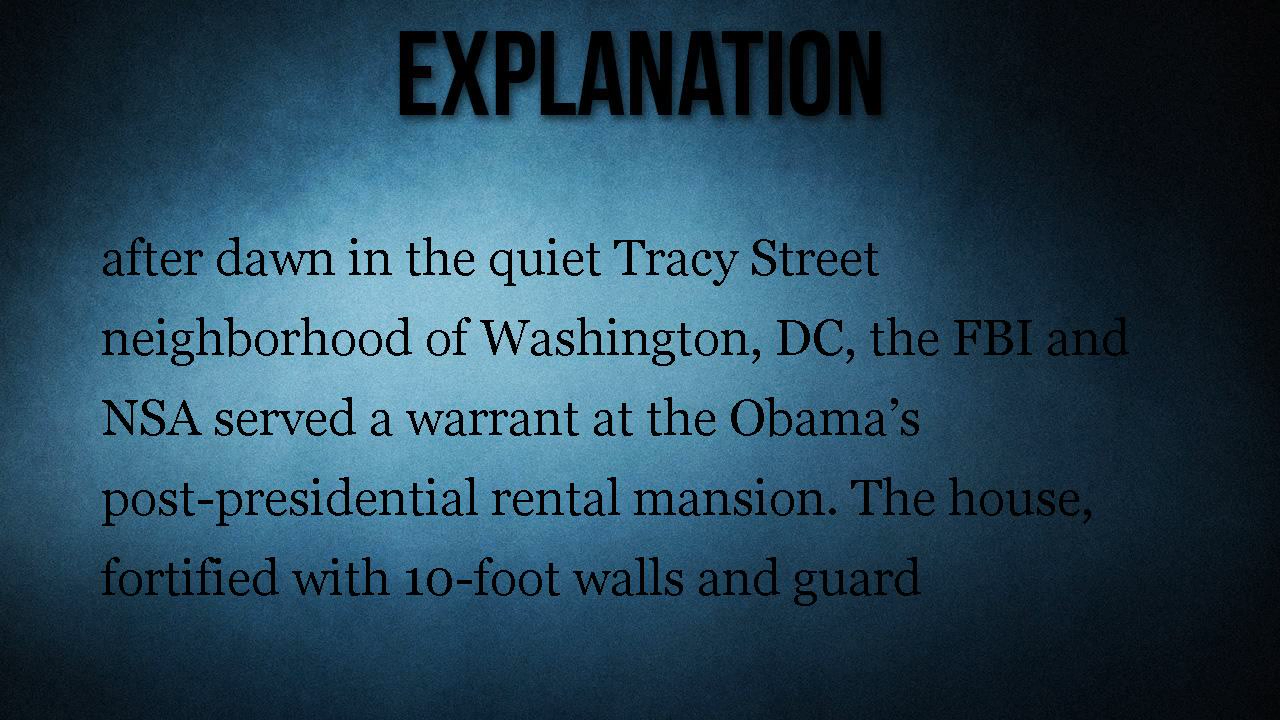 EXPLANATION
after dawn in the quiet Tracy Street
neighborhood of Washington, DC, the FBI and
NSA served a warrant at the Obama’s
post-presidential rental mansion. The house,
fortified with 10-foot walls and guard